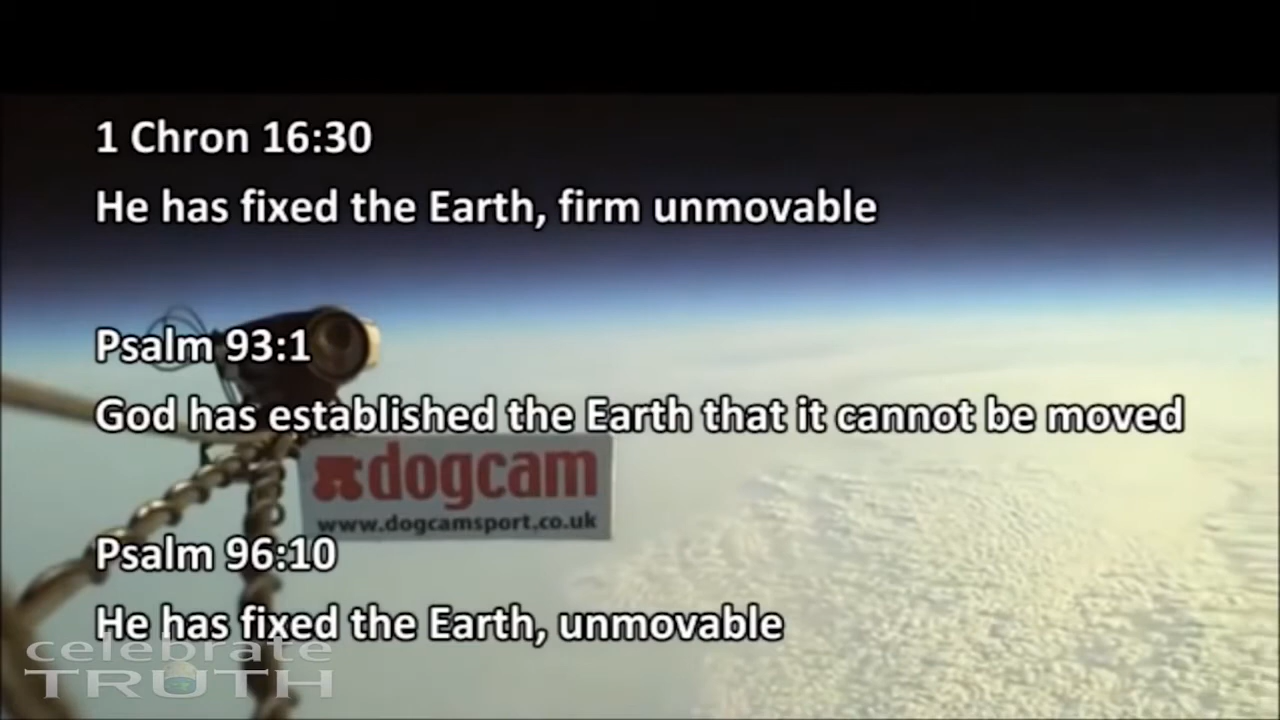 1 Chron 16:30
He has fixed the Earth, firm unmovable
Psalm 93:1
God has established the Earth that it cannot be moved
dogcam
www.dogcamsport.co.uk
Psalm 96:10
He has fixed the Earth, unmovable
celebrate
TRUTH